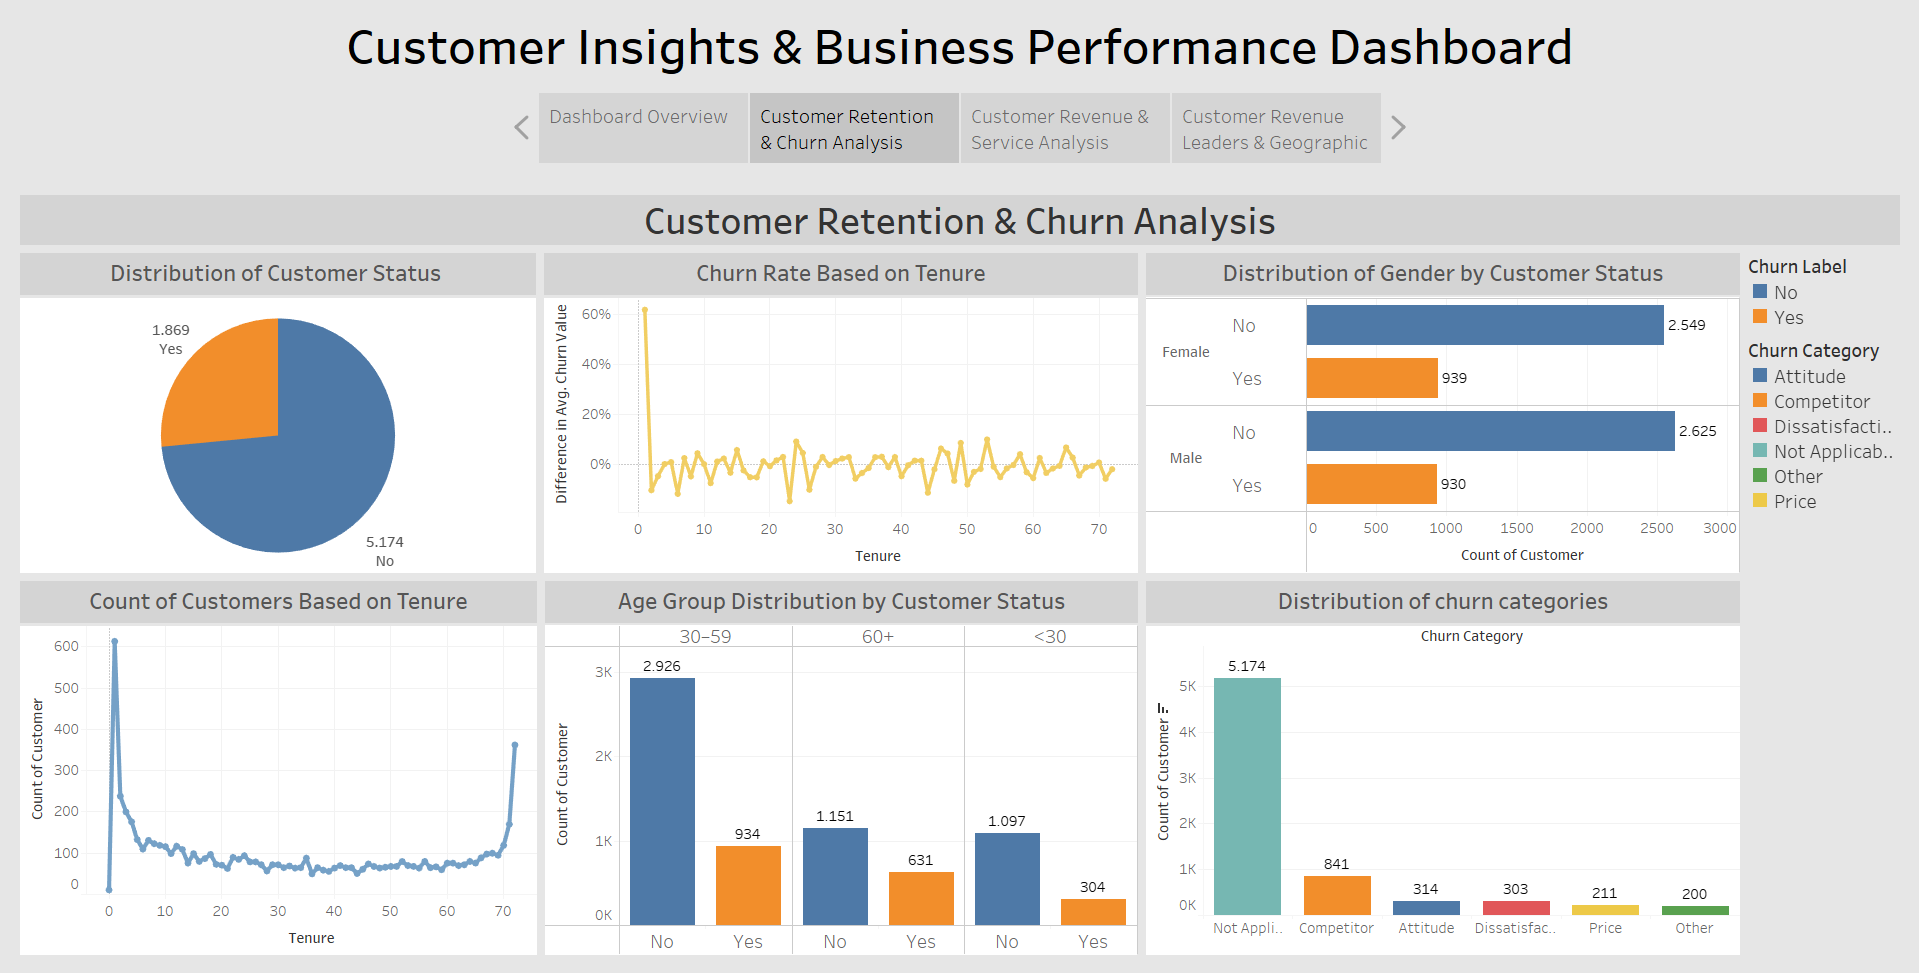 Customer Insights & Business Performance Dashboard
Dashboard Overview
Customer Retention
& Churn Analysis
Customer Revenue &
Service Analysis
Customer Revenue
Leaders & Geographic
Customer Retention & Churn Analysis
Distribution of Customer Status
1.869
Yes
5.174
No
Churn Rate Based on Tenure
Difference in Avg. Churn Value
60%
40%
20%
0%
0 10 20 30 40 50 60 70
Tenure
Distribution of Gender by Customer Status
Female
No
2.549
Yes
939
Male
No
2.625
Yes
930
0 500 1000 1500 2000 2500 3000
Count of Customer
Churn Label
No
Yes
Churn Category
Attitude
Competitor
Dissatisfacti..
Not Applicab..
Other
Price
Count of Customers Based on Tenure
Count of Customer
600
500
400
300
200
100
0
0 10 20 30 40 50 60 70
Tenure
Age Group Distribution by Customer Status
30–59 60+ <30
Count of Customer
3K
2K
1K
0K
2.926
934
1.151
631
1.097
304
No Yes No Yes No Yes
Distribution of churn categories
Churn Category
Count of Customer
5K
4K
3K
2K
1K
0K
5.174
841
314
303
211
200
Not Appli.. Competitor Attitude Dissatisfac.. Price Other